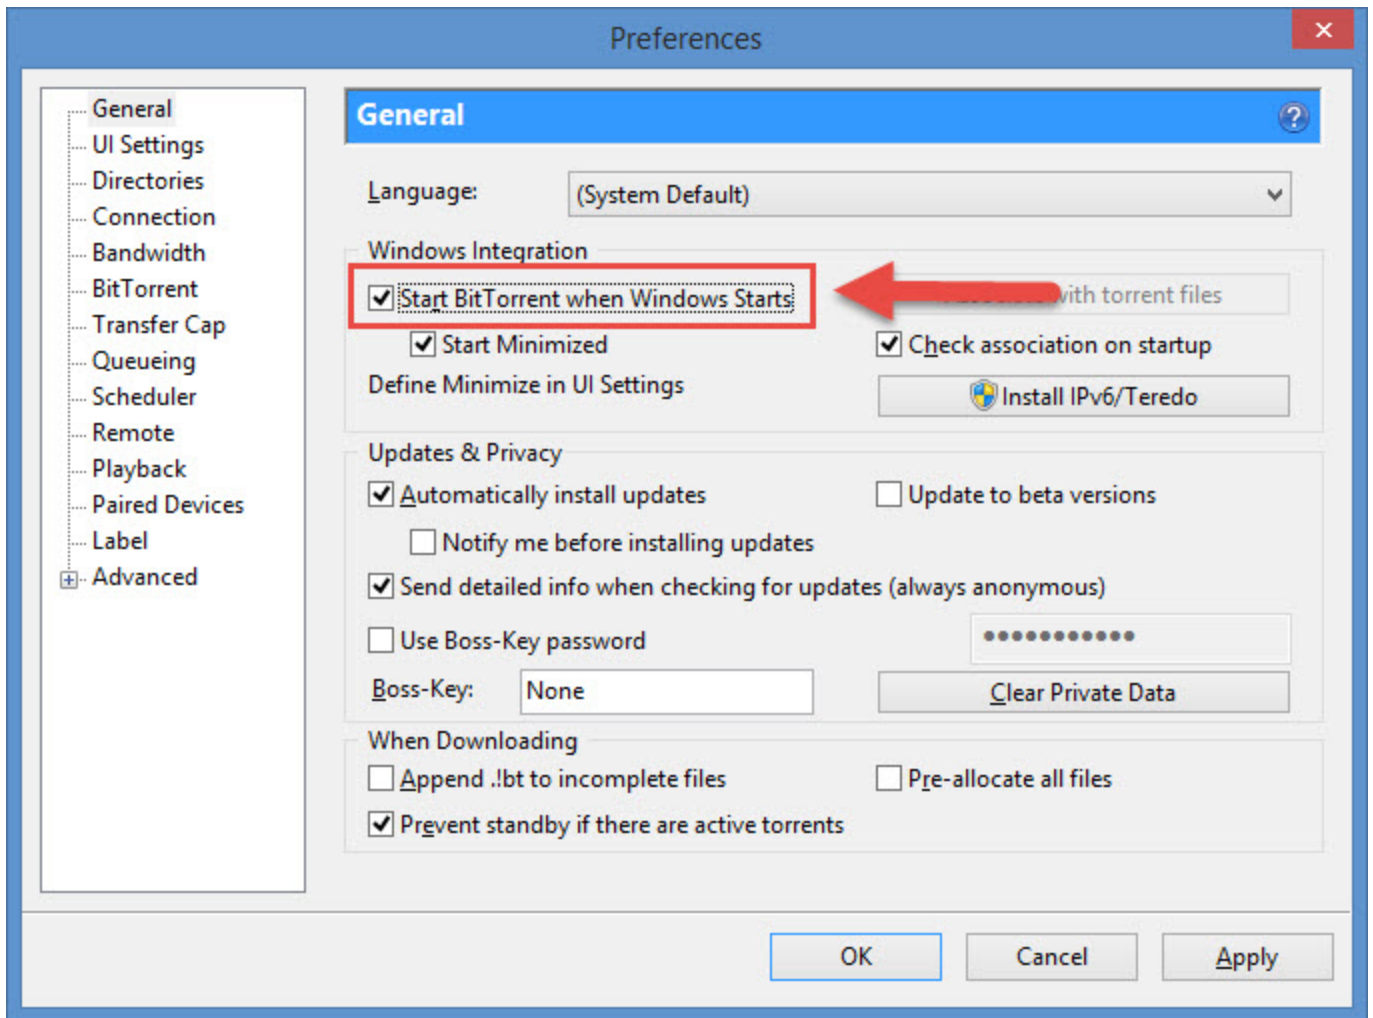 Preferences
General
UI Settings
Directories
Connection
Bandwidth
BitTorrent
Transfer Cap
Queueing
Scheduler
Remote
Playback
Paired Devices
Label
Advanced
General
Language:
(System Default)
Windows Integration
Start BitTorrent when Windows Starts
with torrent files
Start Minimized
Check association on startup
Define Minimize in UI Settings
Install IPv6/Teredo
Updates & Privacy
Automatically install updates
Update to beta versions
Notify me before installing updates
Send detailed info when checking for updates (always anonymous)
Use Boss-Key password
●●●●●●●●●●●
Boss-Key:
None
Clear Private Data
When Downloading
Append .!bt to incomplete files
Pre-allocate all files
Prevent standby if there are active torrents
OK
Cancel
Apply